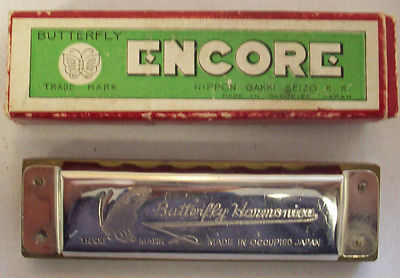 BUTTERFLY
ENCORE
TRADE MARK
NIPPON GAKKI SEIZO K. K.
MADE IN OCCUPIED JAPAN
Butterfly Harmonica
TRADE MARK MADE IN OCCUPIED JAPAN